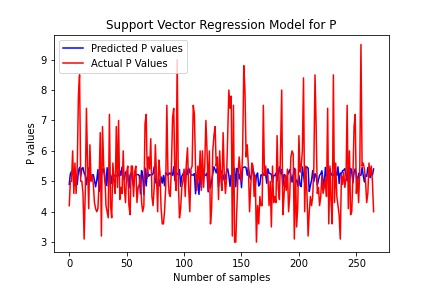 Support Vector Regression Model for P
Predicted P values
Actual P Values
P values
9
8
7
6
5
4
3
0
50
100
150
200
250
Number of samples